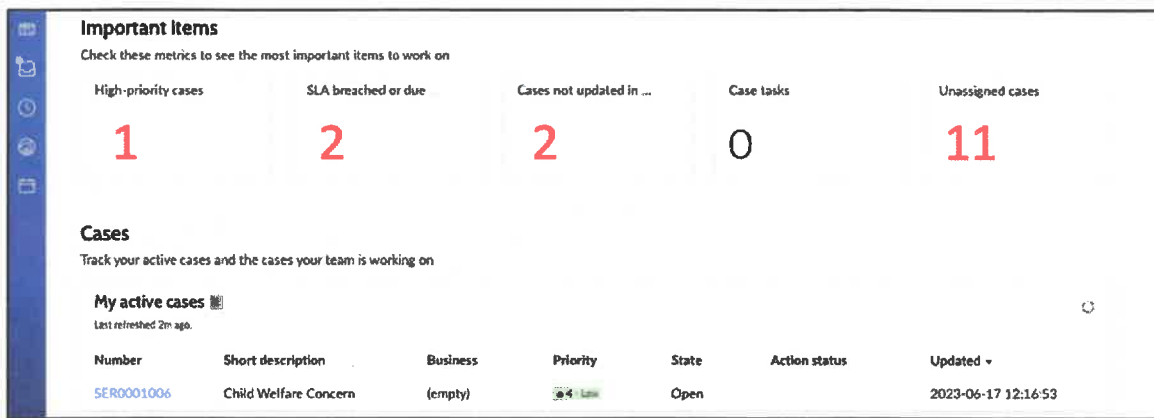 Important Items
Check these metrics to see the most important items to work on
High-priority cases SLA breached or due Cases not updated in ... Case tasks Unassigned cases
1 2 2 0 11
Cases
Track your active cases and the cases your team is working on
My active cases
Last refreshed 2m ago.
Number Short description Business Priority State Action status Updated
SER0001006 Child Welfare Concern (empty) 4 - Low Open 2023-06-17 12:16:53